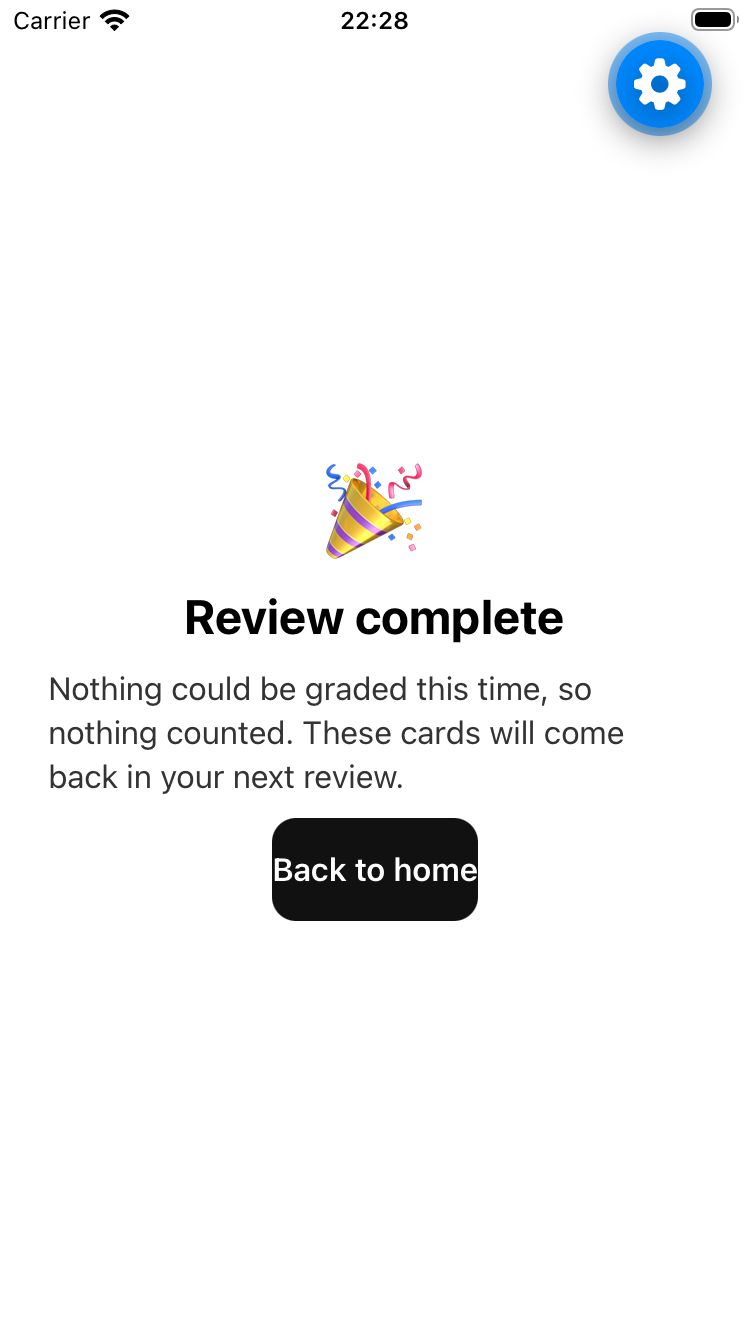 Carrier 22:28
Review complete
Nothing could be graded this time, so
nothing counted. These cards will come
back in your next review.
Back to home